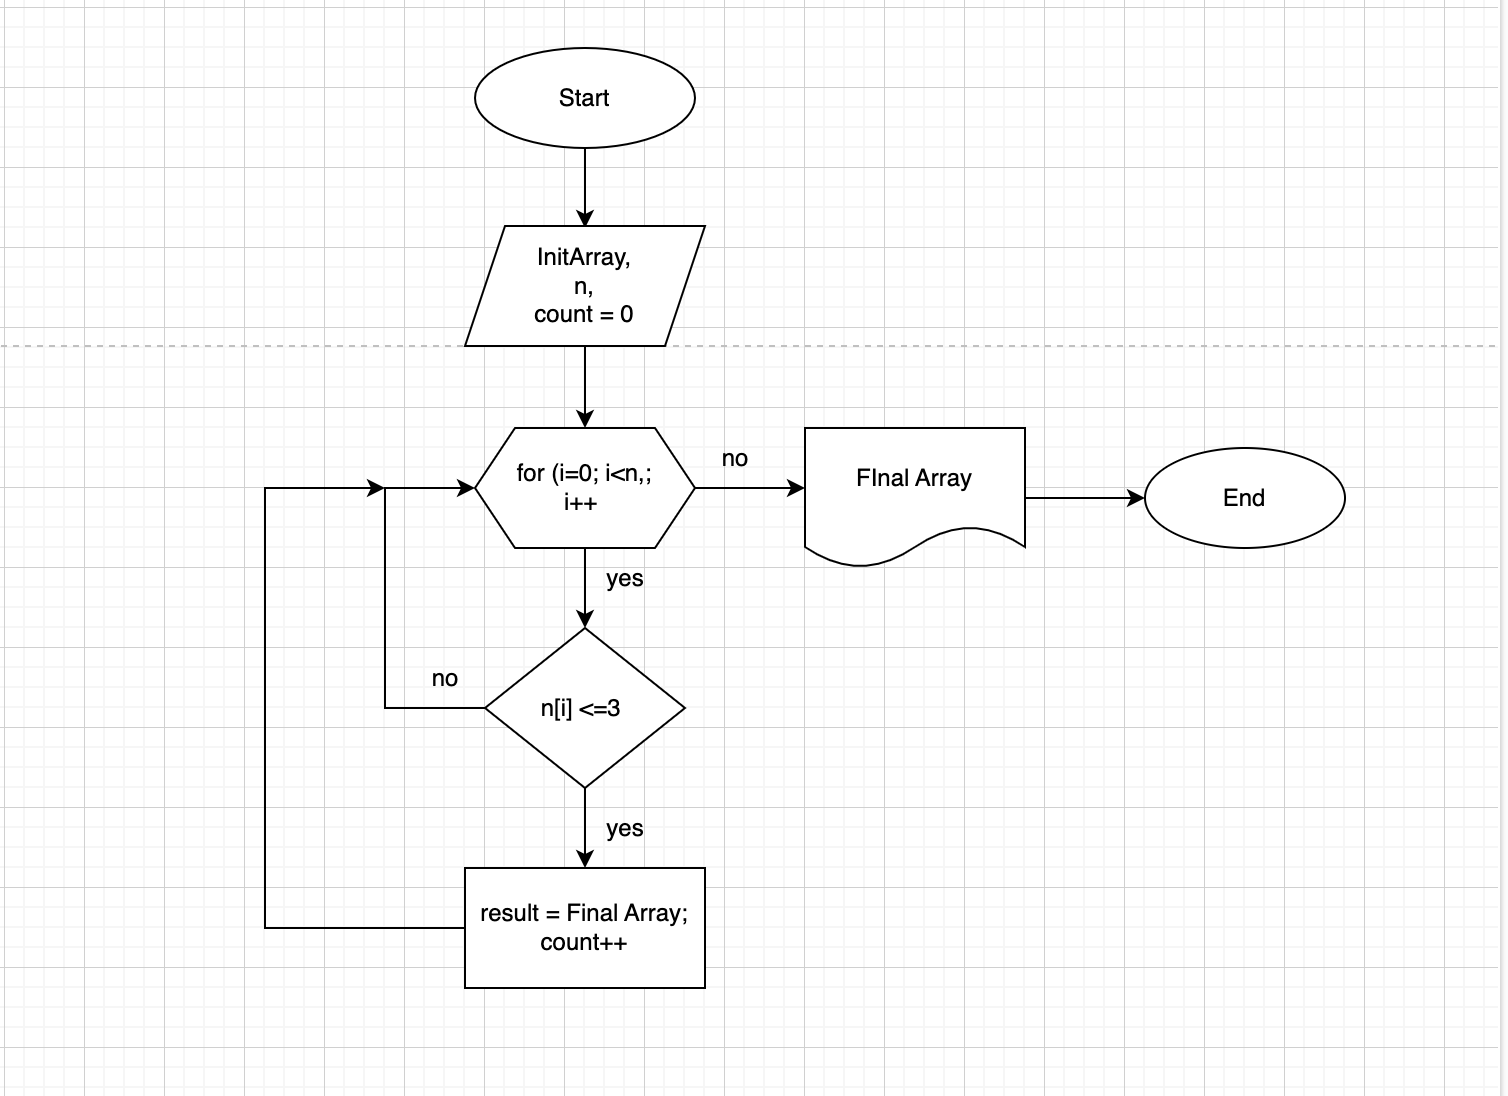 Start
InitArray,
n,
count = 0
for (i=0; i<n,;
i++
no
FInal Array
End
yes
no
n[i] <=3
yes
result = Final Array;
count++